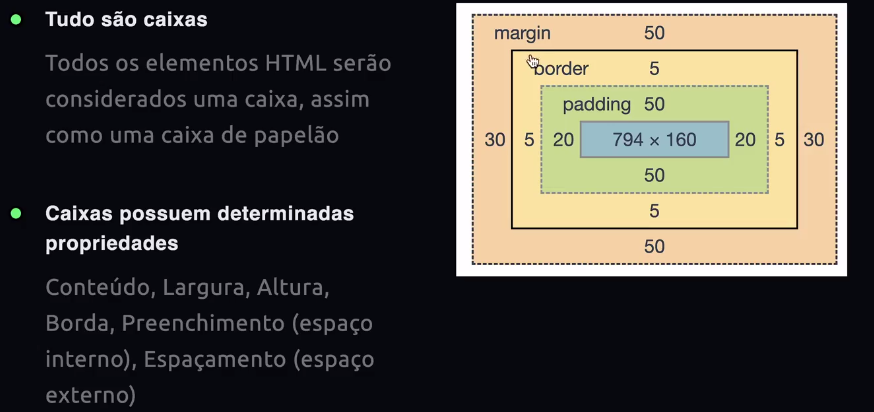 Tudo são caixas
Todos os elementos HTML serão
considerados uma caixa, assim
como uma caixa de papelão
Caixas possuem determinadas
propriedades
Conteúdo, Largura, Altura,
Borda, Preenchimento (espaço
interno), Espaçamento (espaço
externo)
margin 50
border 5
padding 50
30 5 20 794 × 160 20 5 30
50
5
50